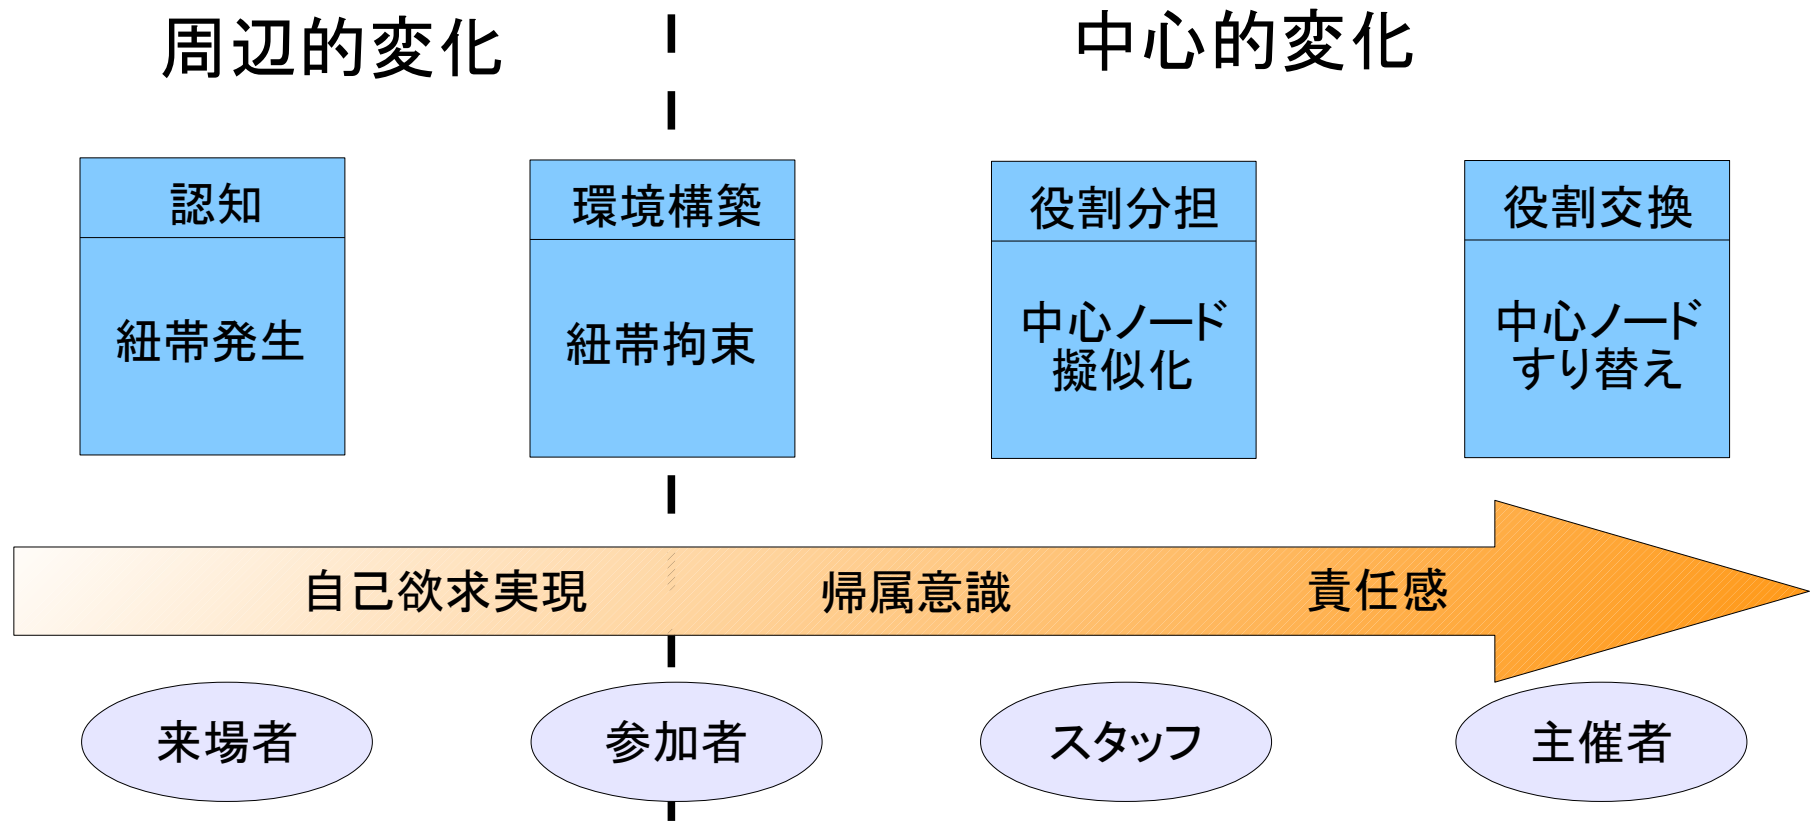 周辺的変化
中心的変化
認知
紐帯発生
環境構築
紐帯拘束
役割分担
中心ノード
擬似化
役割交換
中心ノード
すり替え
自己欲求実現
帰属意識
責任感
来場者
参加者
スタッフ
主催者